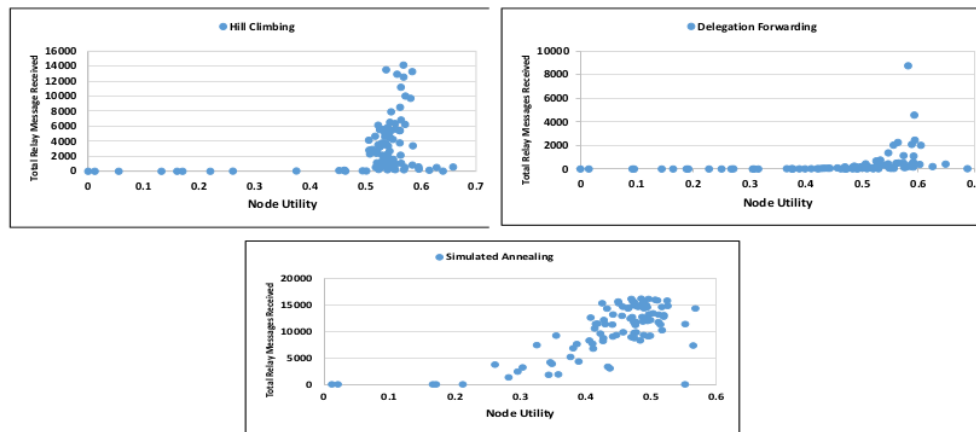 Hill Climbing
Total Relay Message Received
16000
14000
12000
10000
8000
6000
4000
2000
0
0 0.1 0.2 0.3 0.4 0.5 0.6 0.7
Node Utility
Delegation Forwarding
Total Relay Messages Received
10000
8000
6000
4000
2000
0
0 0.1 0.2 0.3 0.4 0.5 0.6
Node Utility
Simulated Annealing
Total Relay Messages Received
20000
15000
10000
5000
0
0 0.1 0.2 0.3 0.4 0.5 0.6
Node Utility